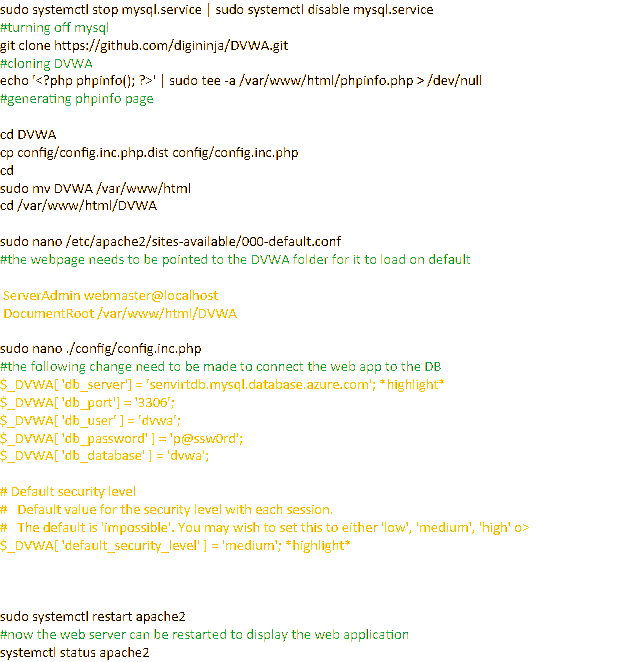 sudo systemctl stop mysql.service | sudo systemctl disable mysql.service
#turning off mysql
git clone https://github.com/digininja/DVWA.git
#cloning DVWA
echo '<?php phpinfo(); ?>' | sudo tee -a /var/www/html/phpinfo.php > /dev/null
#generating phpinfo page
cd DVWA
cp config/config.inc.php.dist config/config.inc.php
cd
sudo mv DVWA /var/www/html
cd /var/www/html/DVWA
sudo nano /etc/apache2/sites-available/000-default.conf
#the webpage needs to be pointed to the DVWA folder for it to load on default
ServerAdmin webmaster@localhost
DocumentRoot /var/www/html/DVWA
sudo nano ./config/config.inc.php
#the following change need to be made to connect the web app to the DB
$_DVWA[ 'db_server'] = 'senvirtdb.mysql.database.azure.com'; *highlight*
$_DVWA[ 'db_port'] = '3306';
$_DVWA[ 'db_user' ] = 'dvwa';
$_DVWA[ 'db_password' ] = 'p@ssw0rd';
$_DVWA[ 'db_database' ] = 'dvwa';
# Default security level
#   Default value for the security level with each session.
#   The default is 'impossible'. You may wish to set this to either 'low', 'medium', 'high' o>
$_DVWA[ 'default_security_level' ] = 'medium'; *highlight*
sudo systemctl restart apache2
#now the web server can be restarted to display the web application
systemctl status apache2